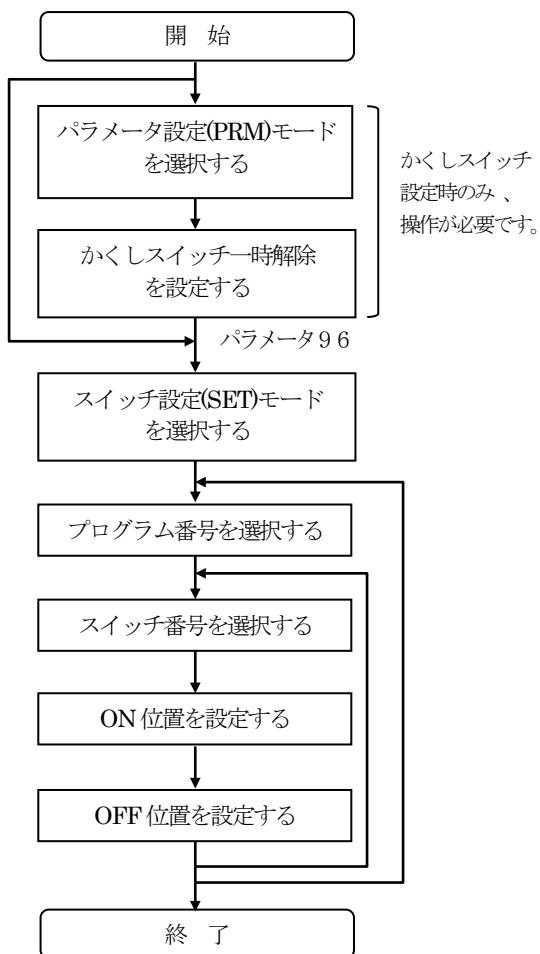 開　始
パラメータ設定(PRM)モード
を選択する
かくしスイッチ
設定時のみ 、
操作が必要です。
かくしスイッチ一時解除
を設定する
パラメータ９６
スイッチ設定(SET)モード
を選択する
プログラム番号を選択する
スイッチ番号を選択する
ON 位置を設定する
OFF 位置を設定する
終　了